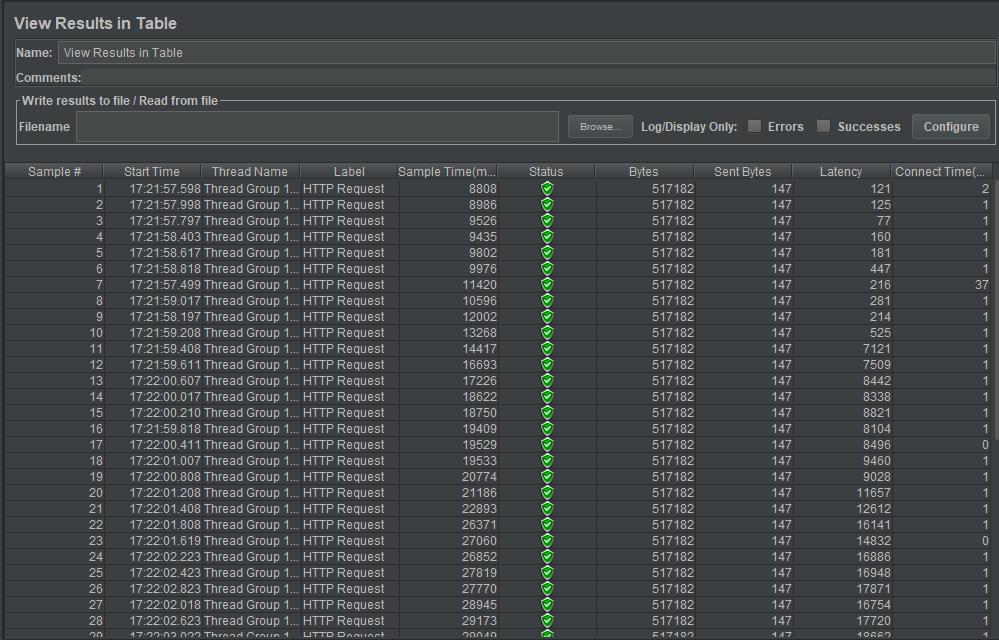 View Results in Table
Name: View Results in Table
Comments:
Write results to file / Read from file
Filename Browse... Log/Display Only: Errors Successes Configure
Sample # Start Time Thread Name Label Sample Time(m... Status Bytes Sent Bytes Latency Connect Time(...
1 17:21:57.598 Thread Group 1... HTTP Request 8808 517182 147 121 2
2 17:21:57.998 Thread Group 1... HTTP Request 8986 517182 147 125 1
3 17:21:57.797 Thread Group 1... HTTP Request 9526 517182 147 77 1
4 17:21:58.403 Thread Group 1... HTTP Request 9435 517182 147 160 1
5 17:21:58.617 Thread Group 1... HTTP Request 9802 517182 147 181 1
6 17:21:58.818 Thread Group 1... HTTP Request 9976 517182 147 447 1
7 17:21:57.499 Thread Group 1... HTTP Request 11420 517182 147 216 37
8 17:21:59.017 Thread Group 1... HTTP Request 10596 517182 147 281 1
9 17:21:58.197 Thread Group 1... HTTP Request 12002 517182 147 214 1
10 17:21:59.208 Thread Group 1... HTTP Request 13268 517182 147 525 1
11 17:21:59.408 Thread Group 1... HTTP Request 14417 517182 147 7121 1
12 17:21:59.611 Thread Group 1... HTTP Request 16693 517182 147 7509 1
13 17:22:00.607 Thread Group 1... HTTP Request 17226 517182 147 8442 1
14 17:22:00.017 Thread Group 1... HTTP Request 18622 517182 147 8338 1
15 17:22:00.210 Thread Group 1... HTTP Request 18750 517182 147 8821 1
16 17:21:59.818 Thread Group 1... HTTP Request 19409 517182 147 8104 1
17 17:22:00.411 Thread Group 1... HTTP Request 19529 517182 147 8496 0
18 17:22:01.007 Thread Group 1... HTTP Request 19533 517182 147 9460 1
19 17:22:00.808 Thread Group 1... HTTP Request 20774 517182 147 9028 1
20 17:22:01.208 Thread Group 1... HTTP Request 21186 517182 147 11657 1
21 17:22:01.408 Thread Group 1... HTTP Request 22893 517182 147 12612 1
22 17:22:01.808 Thread Group 1... HTTP Request 26371 517182 147 16141 1
23 17:22:01.619 Thread Group 1... HTTP Request 27060 517182 147 14832 0
24 17:22:02.223 Thread Group 1... HTTP Request 26852 517182 147 16886 1
25 17:22:02.423 Thread Group 1... HTTP Request 27819 517182 147 16948 1
26 17:22:02.823 Thread Group 1... HTTP Request 27770 517182 147 17871 1
27 17:22:02.018 Thread Group 1... HTTP Request 28945 517182 147 16754 1
28 17:22:02.623 Thread Group 1... HTTP Request 29173 517182 147 17720 1
29 17:22:03.022 Thread Group 1... HTTP Request 29049 517182 147 18662 1